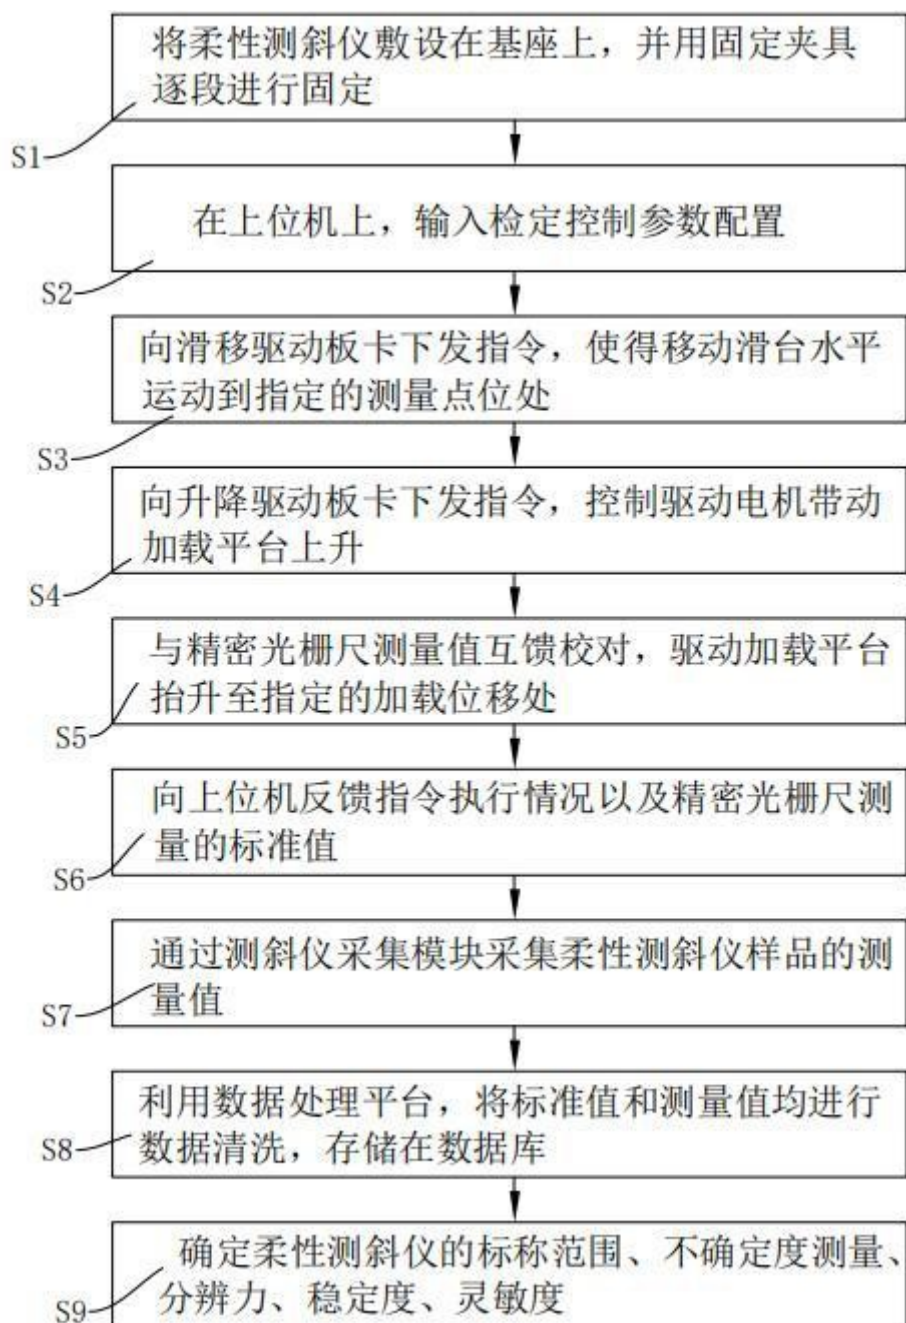 将柔性测斜仪敷设在基座上，并用固定夹具
逐段进行固定
S1
在上位机上，输入检定控制参数配置
S2
向滑移驱动板卡下发指令，使得移动滑台水平
运动到指定的测量点位处
S3
向升降驱动板卡下发指令，控制驱动电机带动
加载平台上升
S4
与精密光栅尺测量值互馈校对，驱动加载平台
抬升至指定的加载位移处
S5
向上位机反馈指令执行情况以及精密光栅尺测
量的标准值
S6
通过测斜仪采集模块采集柔性测斜仪样品的测
量值
S7
利用数据处理平台，将标准值和测量值均进行
数据清洗，存储在数据库
S8
确定柔性测斜仪的标称范围、不确定度测量、
分辨力、稳定度、灵敏度
S9